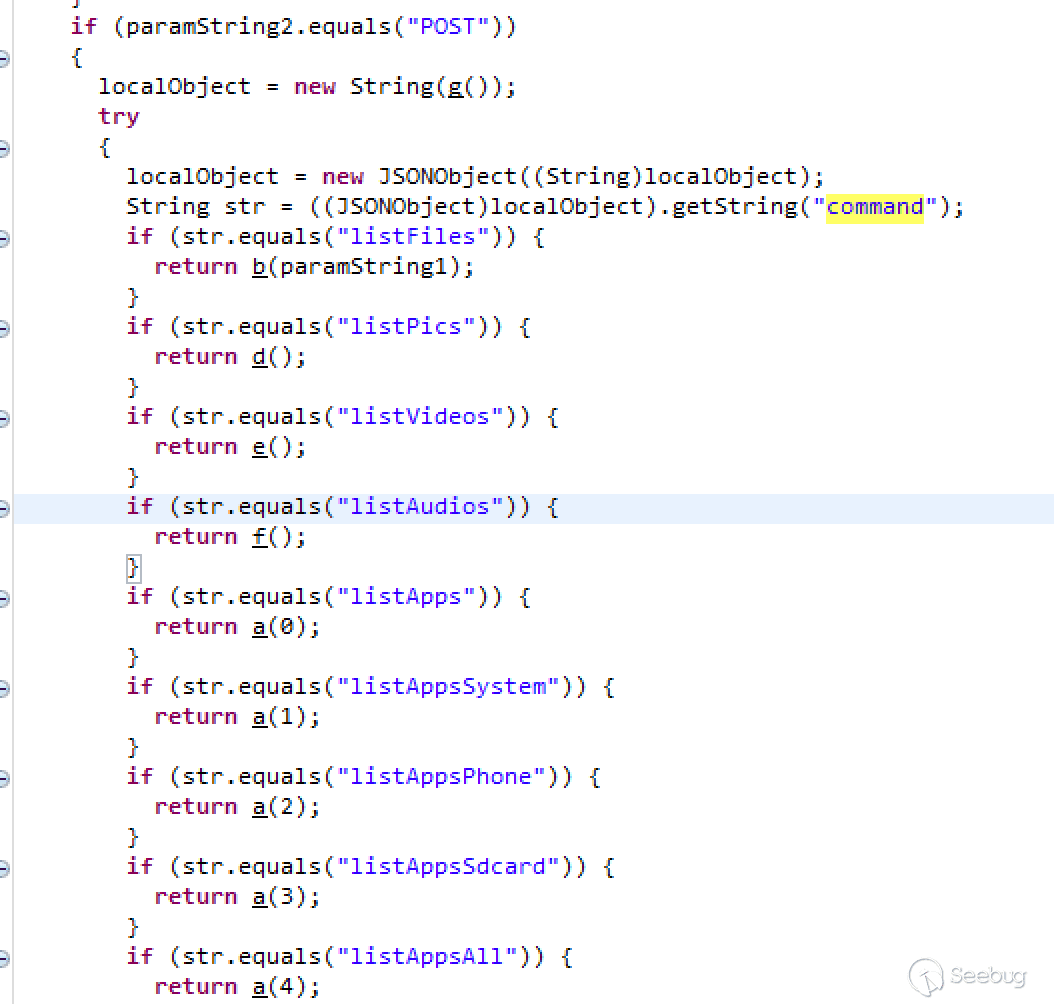 }
if (paramString2.equals("POST"))
{
localObject = new String(g());
try
{
localObject = new JSONObject((String)localObject);
String str = ((JSONObject)localObject).getString("command");
if (str.equals("listFiles")) {
return b(paramString1);
}
if (str.equals("listPics")) {
return d();
}
if (str.equals("listVideos")) {
return e();
}
if (str.equals("listAudios")) {
return f();
}
if (str.equals("listApps")) {
return a(0);
}
if (str.equals("listAppsSystem")) {
return a(1);
}
if (str.equals("listAppsPhone")) {
return a(2);
}
if (str.equals("listAppsSdcard")) {
return a(3);
}
if (str.equals("listAppsAll")) {
return a(4);
Seebug